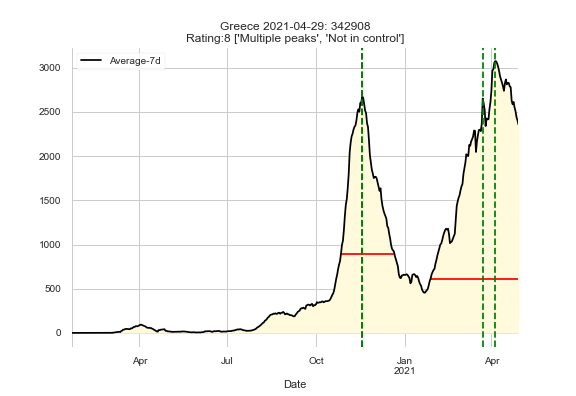 Greece 2021-04-29: 342908
Rating:8 ['Multiple peaks', 'Not in control']
Average-7d
3000
2500
2000
1500
1000
500
0
Apr Jul Oct Jan Apr
2021
Date